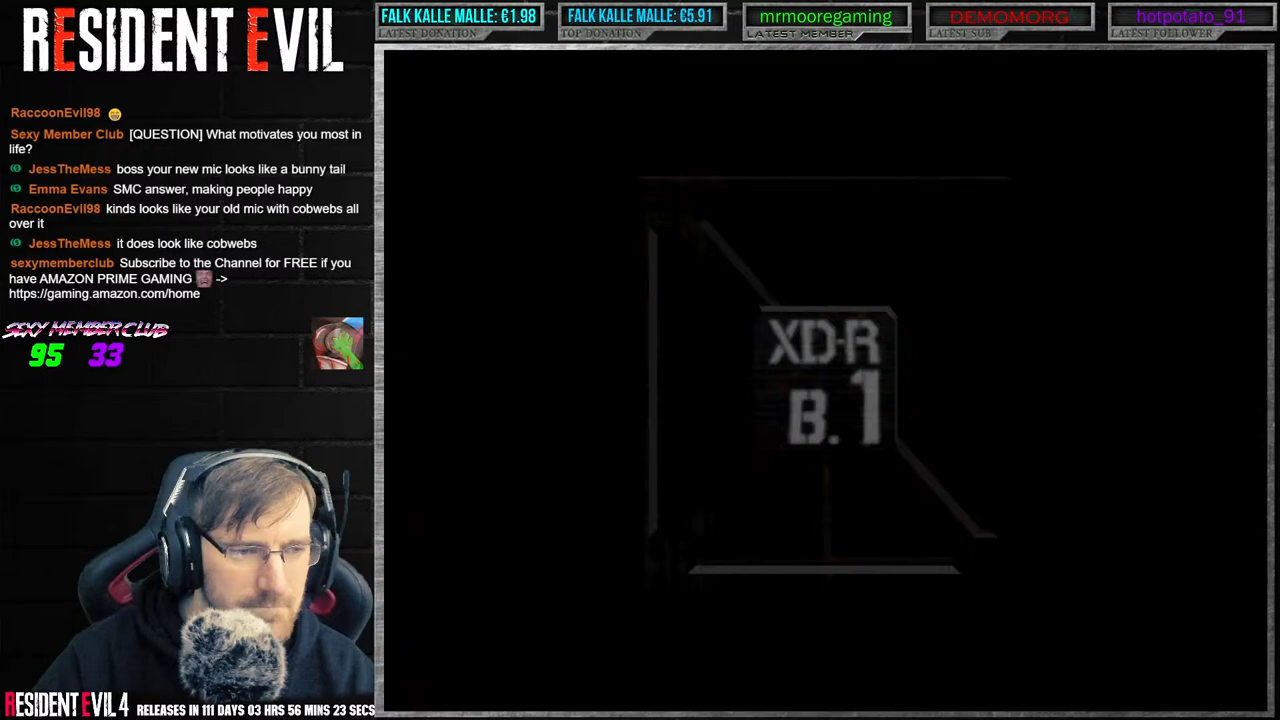 RESIDENT EVIL
FALK KALLE MALLE: €1.98
LATEST DONATION
FALK KALLE MALLE: €5.91
TOP DONATION
mrmooregaming
LATEST MEMBER
DEMOMORG
LATEST SUB
hotpotato_91
LATEST FOLLOWER
RaccoonEvil98
Sexy Member Club [QUESTION] What motivates you most in
life?
JessTheMess boss your new mic looks like a bunny tail
Emma Evans SMC answer, making people happy
RaccoonEvil98 kinds looks like your old mic with cobwebs all
over it
JessTheMess it does look like cobwebs
sexymemberclub Subscribe to the Channel for FREE if you
have AMAZON PRIME GAMING ->
https://gaming.amazon.com/home
SEXY MEMBER CLUB
95 33
XD-R
B.1
RESIDENT EVIL 4 RELEASES IN 111 DAYS 03 HRS 56 MINS 23 SECS